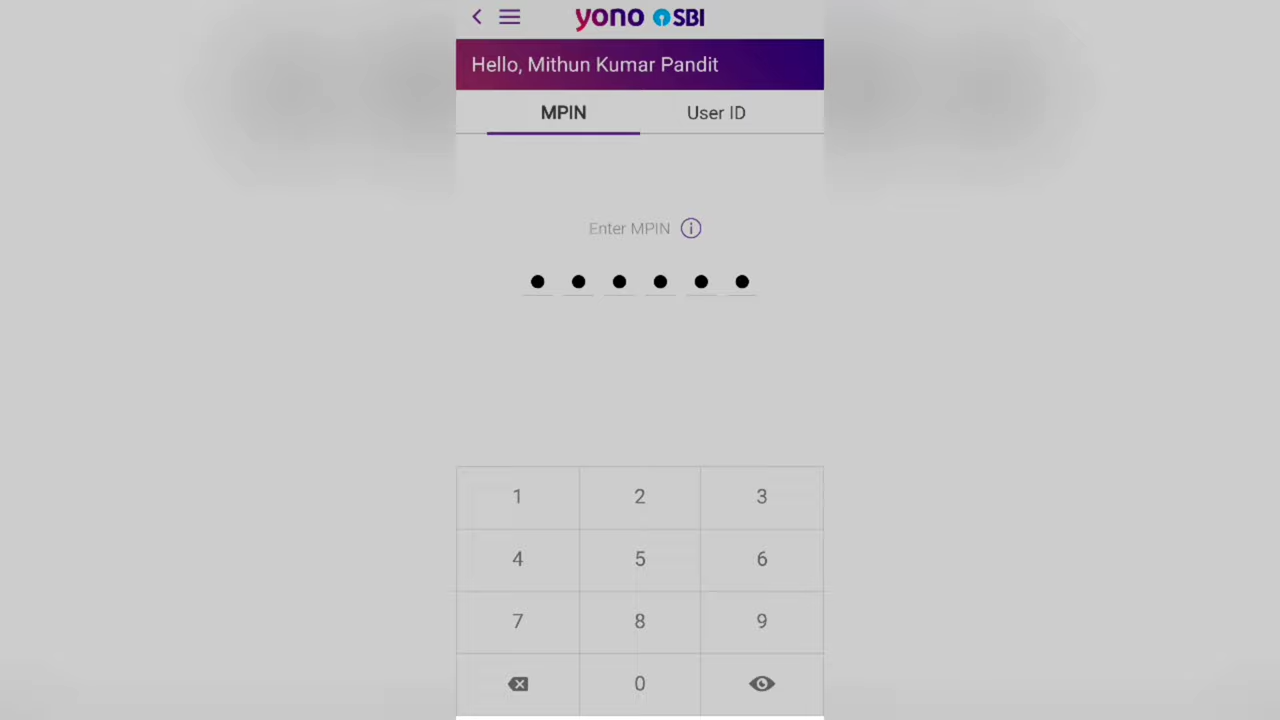 yono SBI
Hello, Mithun Kumar Pandit
MPIN User ID
Enter MPIN i
1 2 3
4 5 6
7 8 9
0